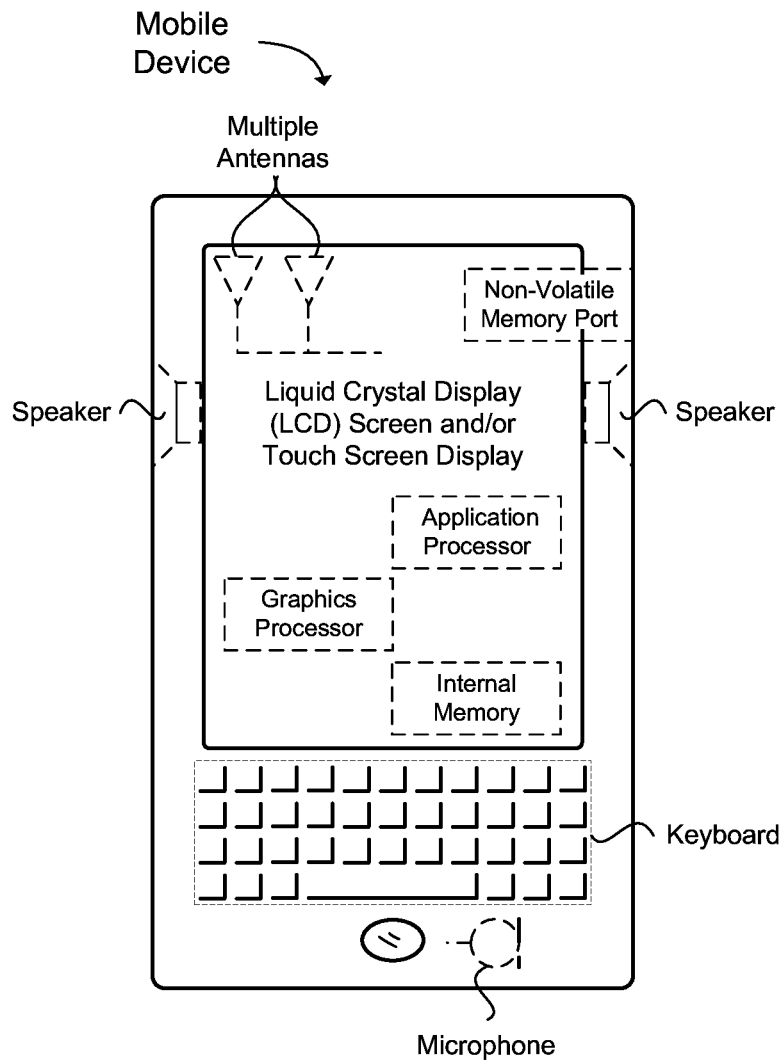 Mobile
Device
Multiple
Antennas
Non-Volatile
Memory Port
Speaker
Liquid Crystal Display
(LCD) Screen and/or
Touch Screen Display
Speaker
Application
Processor
Graphics
Processor
Internal
Memory
Keyboard
Microphone